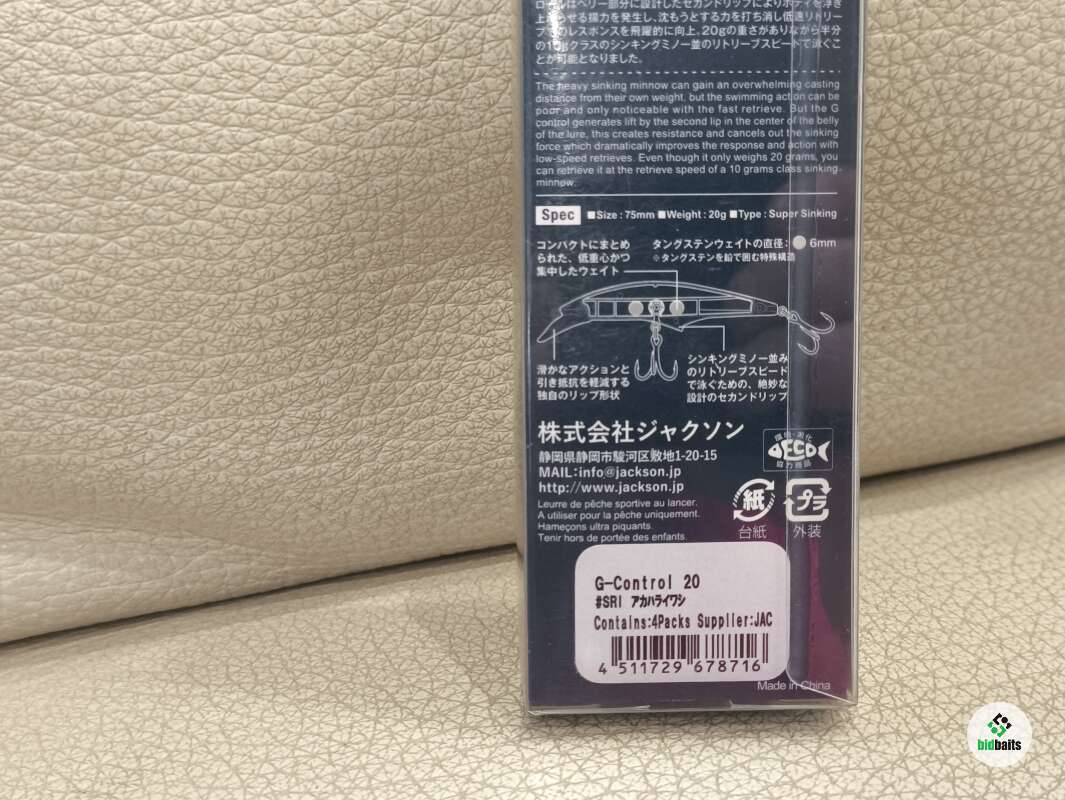 ロールはベリー部分に設計したセカンドリップによりボディを浮き
上がらせる揚力を発生し、沈もうとする力を打ち消し低速リトリー
ブでのレスポンスを飛躍的に向上。20gの重さがありながら半分
の10gクラスのシンキングミノー並のリトリーブスピードで泳ぐこ
とが可能となりました。
The heavy sinking minnow can gain an overwhelming casting
distance from their own weight, but the swimming action can be
poor and only noticeable with the fast retrieve. But the G
control generates lift by the second lip in the center of the belly
of the lure, this creates resistance and cancels out the sinking
force which dramatically improves the response and action with
low-speed retrieves. Even though it only weighs 20 grams, you
can retrieve it at the retrieve speed of a 10 grams class sinking
minnow.
Spec ■Size : 75mm ■Weight : 20g ■Type : Super Sinking
コンパクトにまとめ
られた、低重心かつ
集中したウェイト
タングステンウェイトの直径: 6mm
※タングステンを鉛で囲む特殊構造
滑かなアクションと
引き抵抗を軽減する
独自のリップ形状
シンキングミノー並み
のリトリーブスピード
で泳ぐための、絶妙な
設計のセカンドリップ
株式会社ジャクソン
静岡県静岡市駿河区敷地1-20-15
MAIL:info@jackson.jp
http://www.jackson.jp
ECO
協力商品
Leurre de pêche sportive au lancer.
A utiliser pour la pêche uniquement.
Hameçons ultra piquants.
Tenir hors de portée des enfants
紙
台紙
プラ
外装
G-Control 20
#SRI アカハライワシ
Contains:4Packs Supplier:JAC
4 511729 678716
Made in China
bidbaits